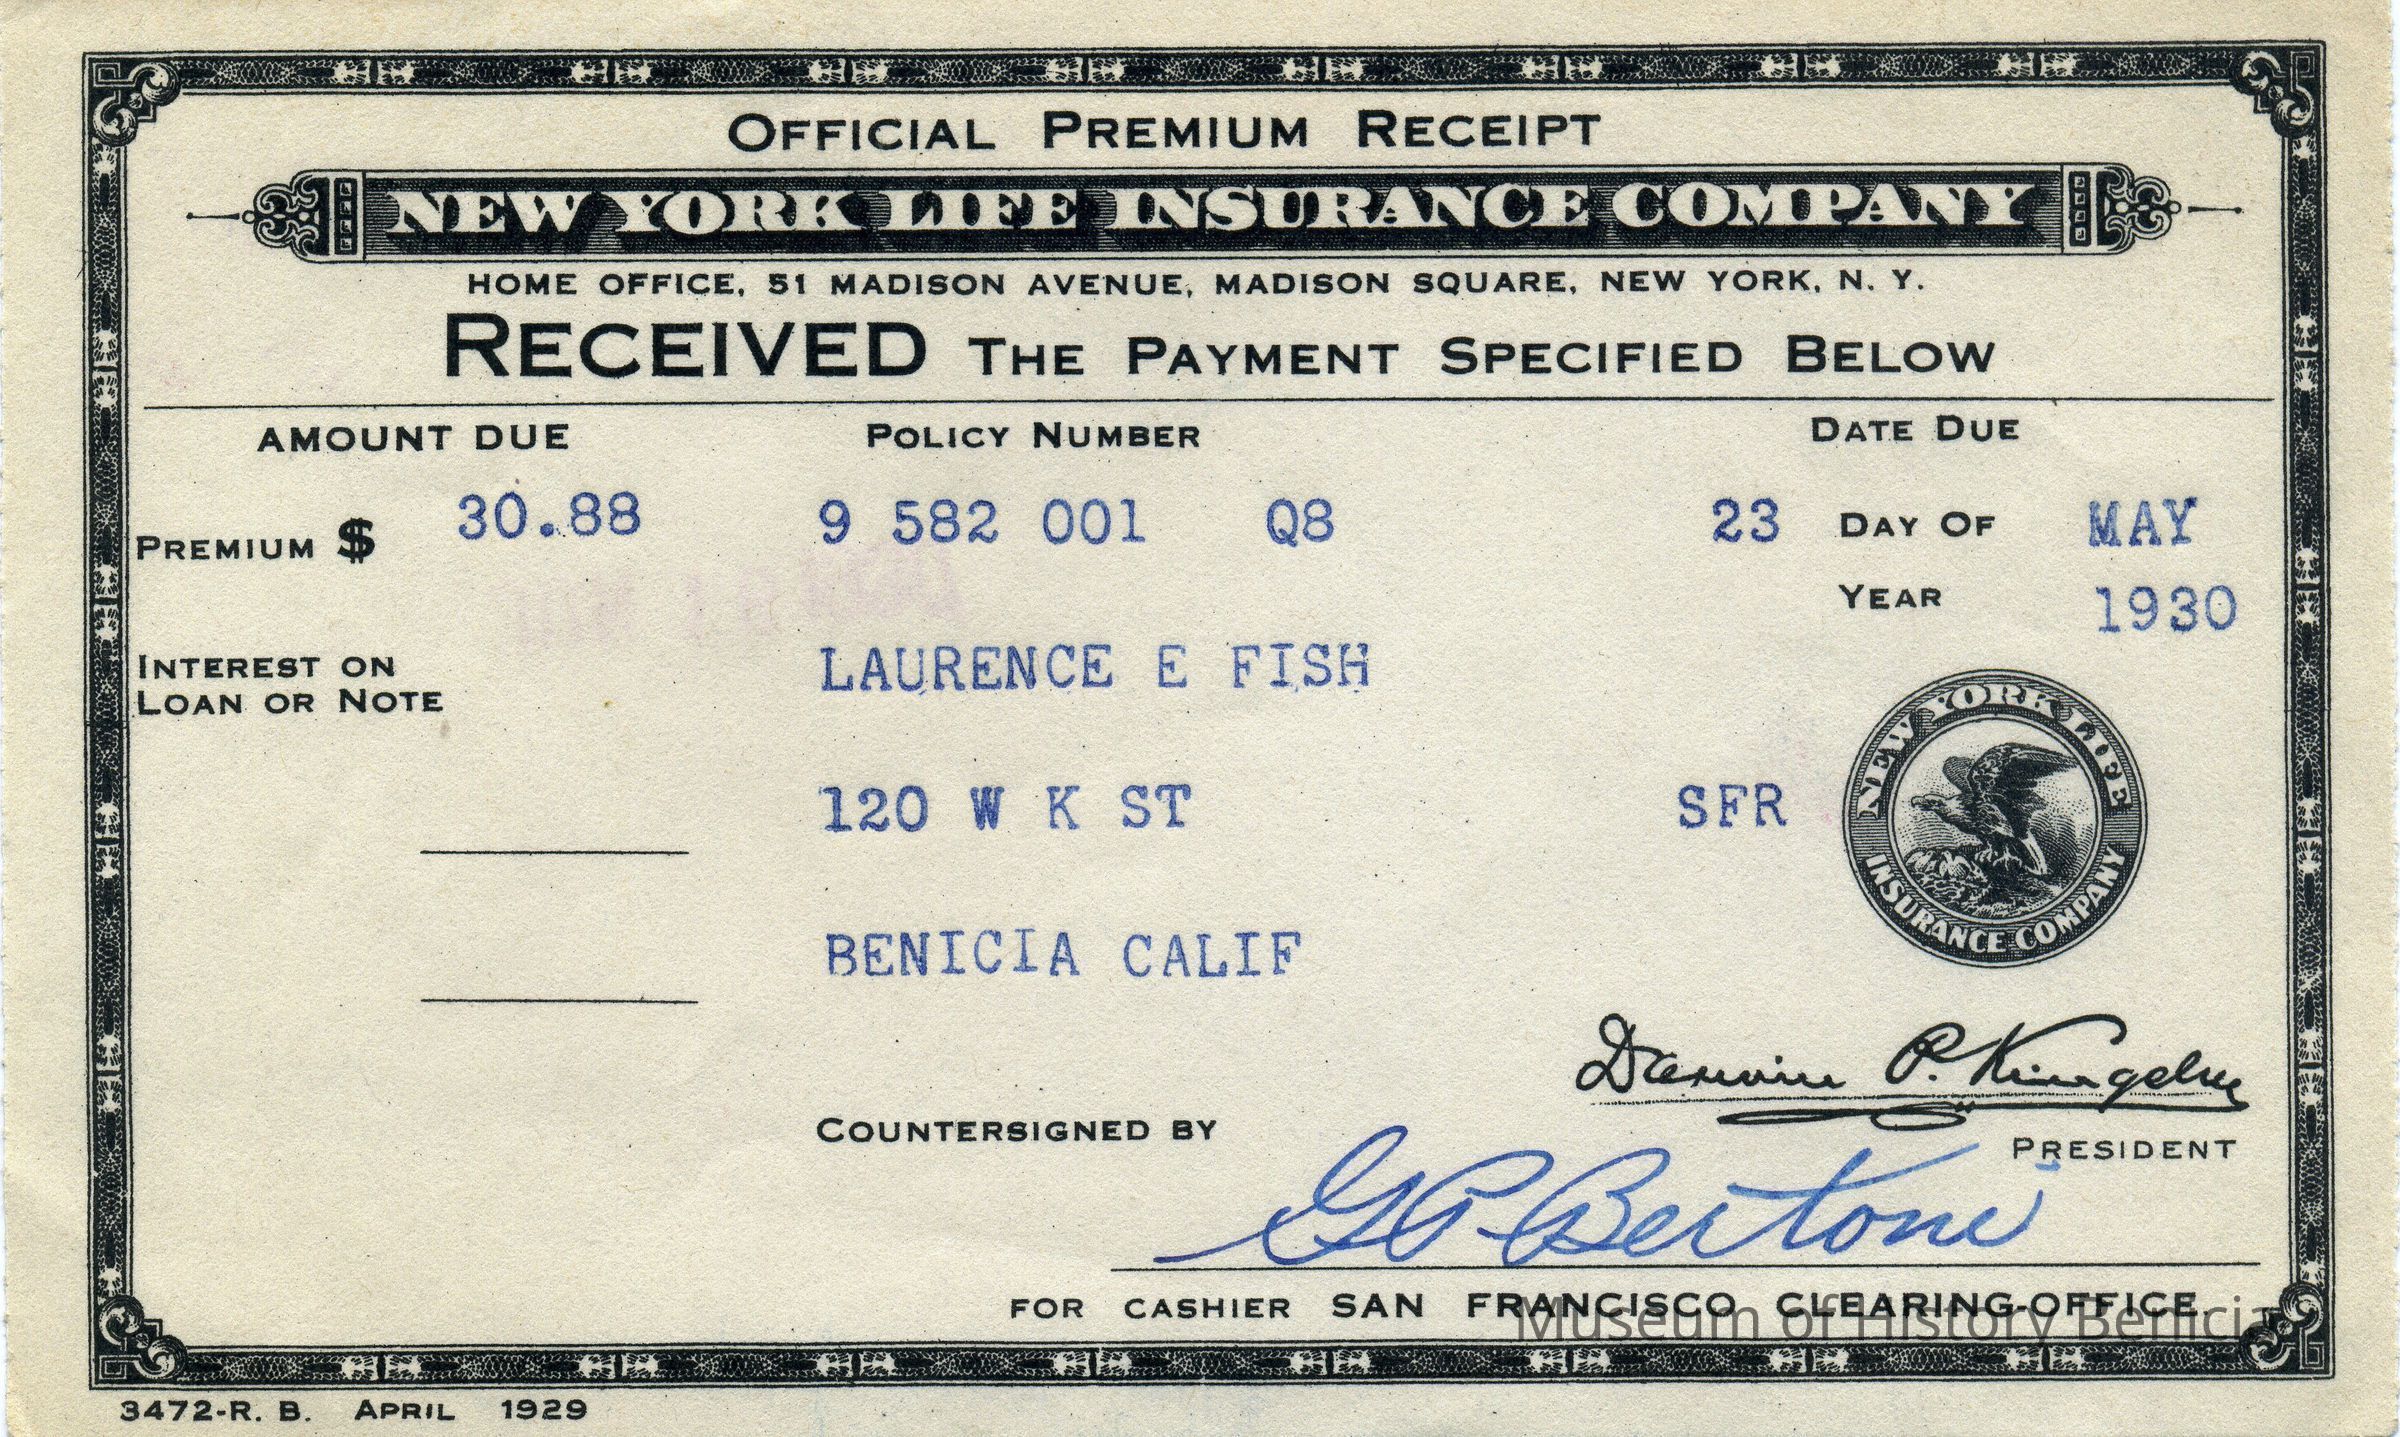 OFFICIAL PREMIUM RECEIPT
NEW YORK LIFE INSURANCE COMPANY
HOME OFFICE, 51 MADISON AVENUE, MADISON SQUARE, NEW YORK, N. Y.
RECEIVED THE PAYMENT SPECIFIED BELOW
AMOUNT DUE POLICY NUMBER DATE DUE
PREMIUM $ 30.88 9 582 001 Q8 23 DAY OF MAY
YEAR 1930
INTEREST ON
LOAN OR NOTE
LAURENCE E FISH
120 W K ST SFR
NEW YORK LIFE
INSURANCE COMPANY
BENICIA CALIF
Darwin P. Kingsley
PRESIDENT
COUNTERSIGNED BY
G P. Bertoni
FOR CASHIER SAN FRANCISCO CLEARING-OFFICE.
Museum of History Benicia
3472-R. B. APRIL 1929